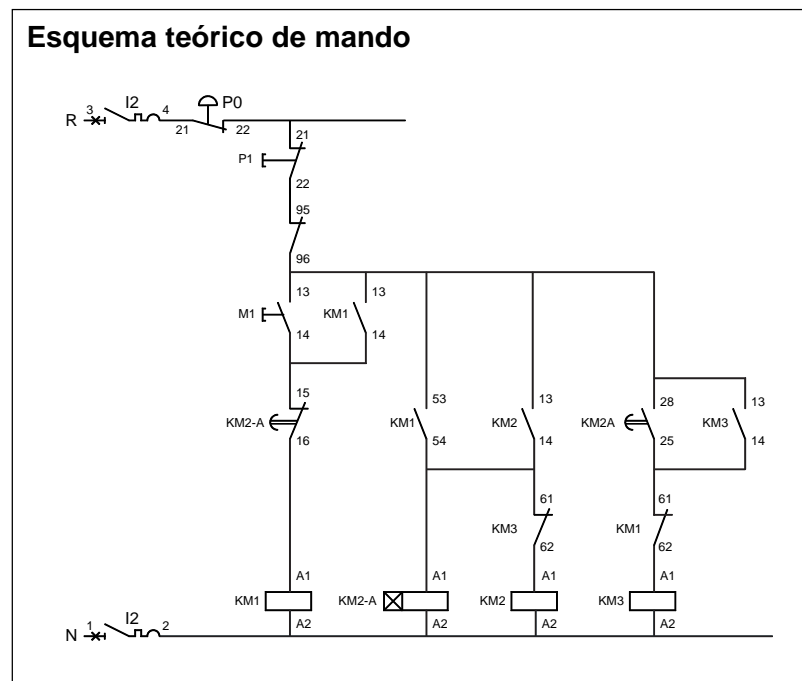 Esquema teórico de mando
I2 P0
R 3 4
21 22
21
P1
22
95
96
13 13
M1 KM1
14 14
15 53 13 28 13
KM2-A KM1 KM2 KM2A KM3
16 54 14 25 14
61 61
KM3 KM1
62 62
A1 A1 A1 A1
KM1 KM2-A KM2 KM3
I2 A2 A2 A2 A2
N 1 2